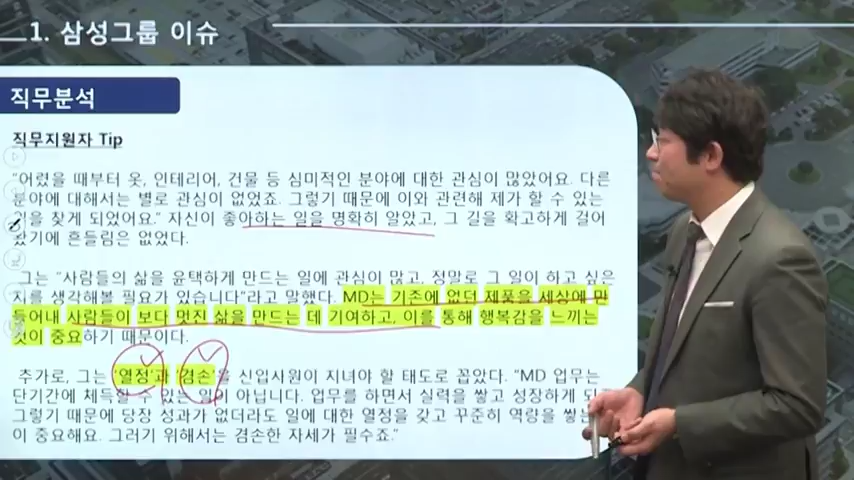 1. 삼성그룹 이슈
직무분석
직무지원자 Tip
"어렸을 때부터 옷, 인테리어, 건물 등 심미적인 분야에 대한 관심이 많았어요. 다른
분야에 대해서는 별로 관심이 없었죠. 그렇기 때문에 이와 관련해 제가 할 수 있는
일을 찾게 되었어요." 자신이 좋아하는 일을 명확히 알았고, 그 길을 확고하게 걸어
왔기에 흔들림은 없었다.
그는 "사람들의 삶을 윤택하게 만드는 일에 관심이 많고, 정말로 그 일이 하고 싶은
지를 생각해볼 필요가 있습니다"라고 말했다. MD는 기존에 없던 제품을 세상에 만
들어내 사람들이 보다 멋진 삶을 만드는 데 기여하고, 이를 통해 행복감을 느끼는
것이 중요하기 때문이다.
추가로, 그는 '열정'과 '겸손'을 신입사원이 지녀야 할 태도로 꼽았다. "MD 업무는
단기간에 체득할 수 있는 일이 아닙니다. 업무를 하면서 실력을 쌓고 성장하게 되
그렇기 때문에 당장 성과가 없더라도 일에 대한 열정을 갖고 꾸준히 역량을 쌓는
이 중요해요. 그러기 위해서는 겸손한 자세가 필수죠."